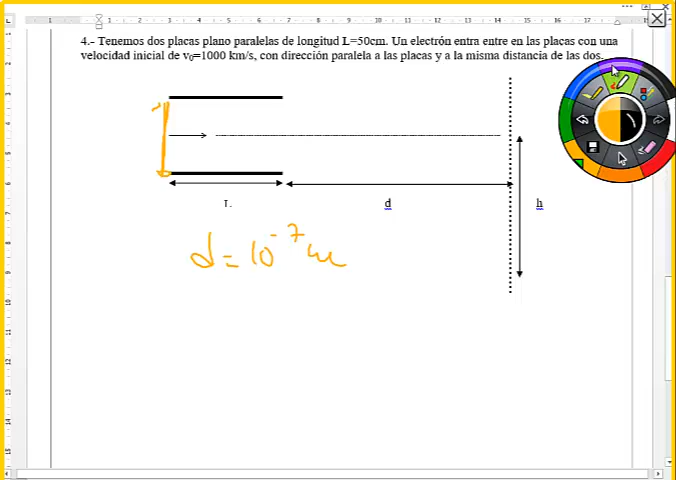 4.- Tenemos dos placas plano paralelas de longitud L=50cm. Un electrón entra entre en las placas con una
velocidad inicial de v₀=1000 km/s, con dirección paralela a las placas y a la misma distancia de las dos.
L d h
d = 10⁻⁷ m